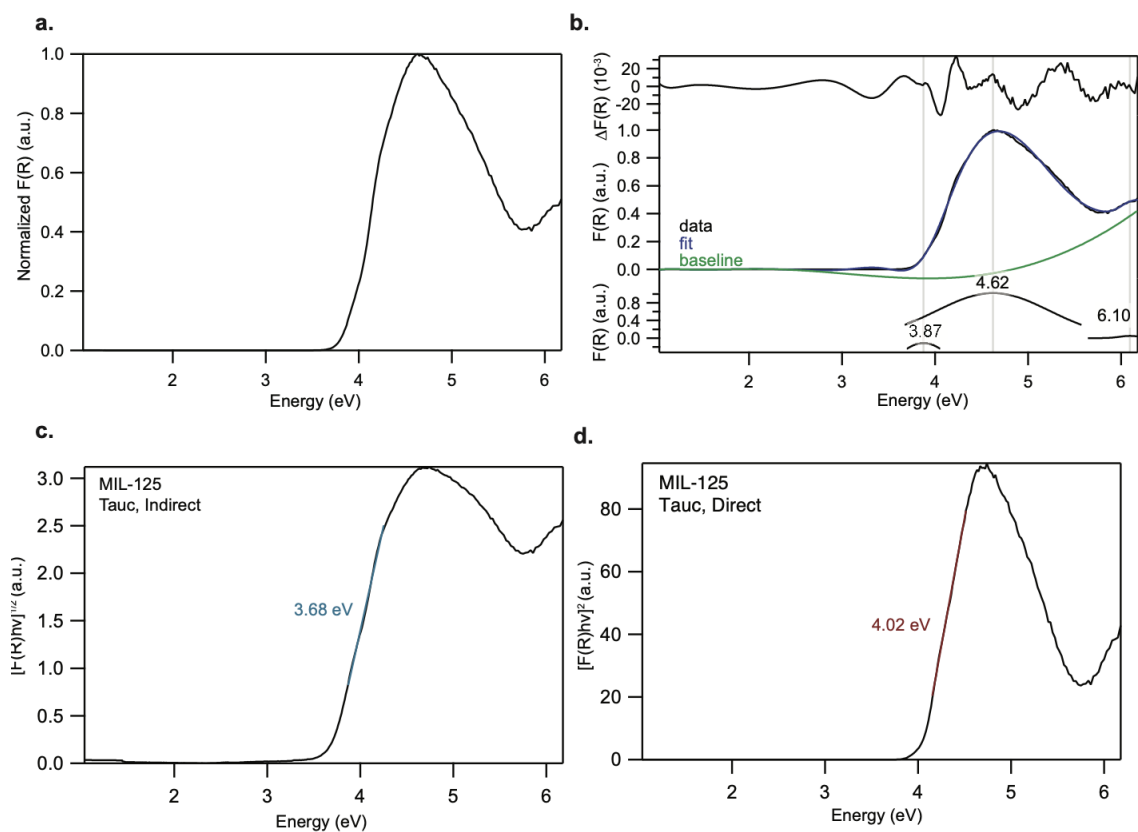 a.
Normalized F(R) (a.u.)
1.0
0.8
0.6
0.4
0.2
0.0
2 3 4 5 6
Energy (eV)
b.
ΔF(R) (10⁻³)
20
0
-20
F(R) (a.u.)
1.0
0.8
0.6
0.4
0.2
0.0
data
fit
baseline
F(R) (a.u.)
0.8
0.4
0.0
4.62
3.87
6.10
2 3 4 5 6
Energy (eV)
c.
MIL-125
Tauc, Indirect
[F(R)hv]¹ᐟ² (a.u.)
3.0
2.5
2.0
1.5
1.0
0.5
0.0
3.68 eV
2 3 4 5 6
Energy (eV)
d.
MIL-125
Tauc, Direct
[F(R)hv]² (a.u.)
80
60
40
20
0
4.02 eV
2 3 4 5 6
Energy (eV)